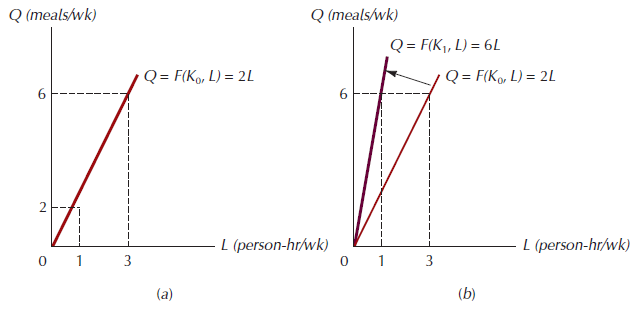 Q (meals/wk)
Q = F(K₀, L) = 2L
6
2
0
1
3
L (person-hr/wk)
(a)
Q (meals/wk)
Q = F(K₁, L) = 6L
Q = F(K₀, L) = 2L
6
0
1
3
L (person-hr/wk)
(b)